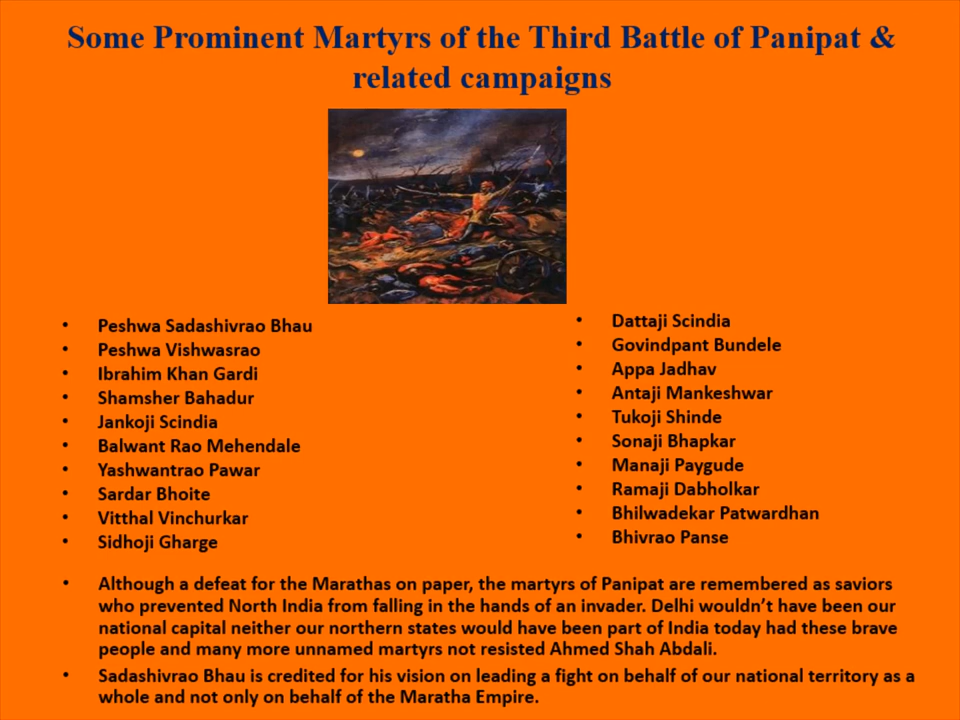 Some Prominent Martyrs of the Third Battle of Panipat &
related campaigns
• Peshwa Sadashivrao Bhau
• Peshwa Vishwasrao
• Ibrahim Khan Gardi
• Shamsher Bahadur
• Jankoji Scindia
• Balwant Rao Mehendale
• Yashwantrao Pawar
• Sardar Bhoite
• Vitthal Vinchurkar
• Sidhoji Gharge
• Dattaji Scindia
• Govindpant Bundele
• Appa Jadhav
• Antaji Mankeshwar
• Tukoji Shinde
• Sonaji Bhapkar
• Manaji Paygude
• Ramaji Dabholkar
• Bhilwadekar Patwardhan
• Bhivrao Panse
• Although a defeat for the Marathas on paper, the martyrs of Panipat are remembered as saviors
who prevented North India from falling in the hands of an invader. Delhi wouldn’t have been our
national capital neither our northern states would have been part of India today had these brave
people and many more unnamed martyrs not resisted Ahmed Shah Abdali.
• Sadashivrao Bhau is credited for his vision on leading a fight on behalf of our national territory as a
whole and not only on behalf of the Maratha Empire.